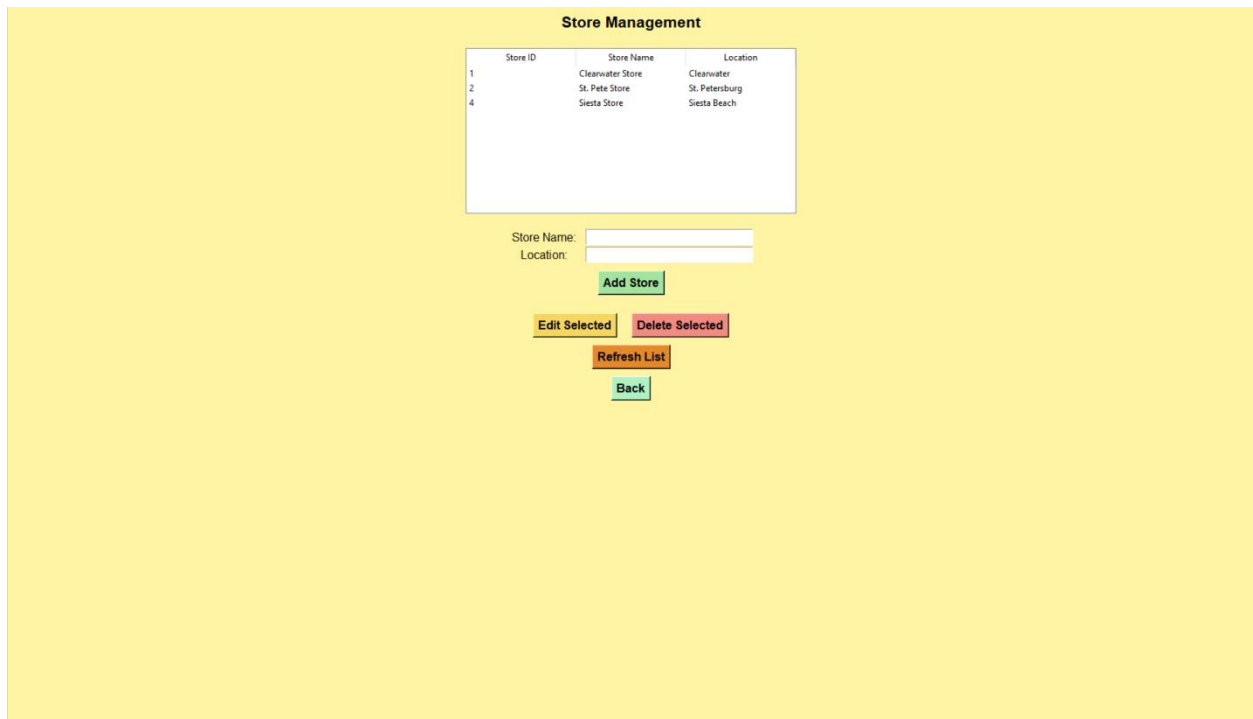 Store Management
Store ID Store Name Location
1 Clearwater Store Clearwater
2 St. Pete Store St. Petersburg
4 Siesta Store Siesta Beach
Store Name:
Location:
Add Store
Edit Selected Delete Selected
Refresh List
Back